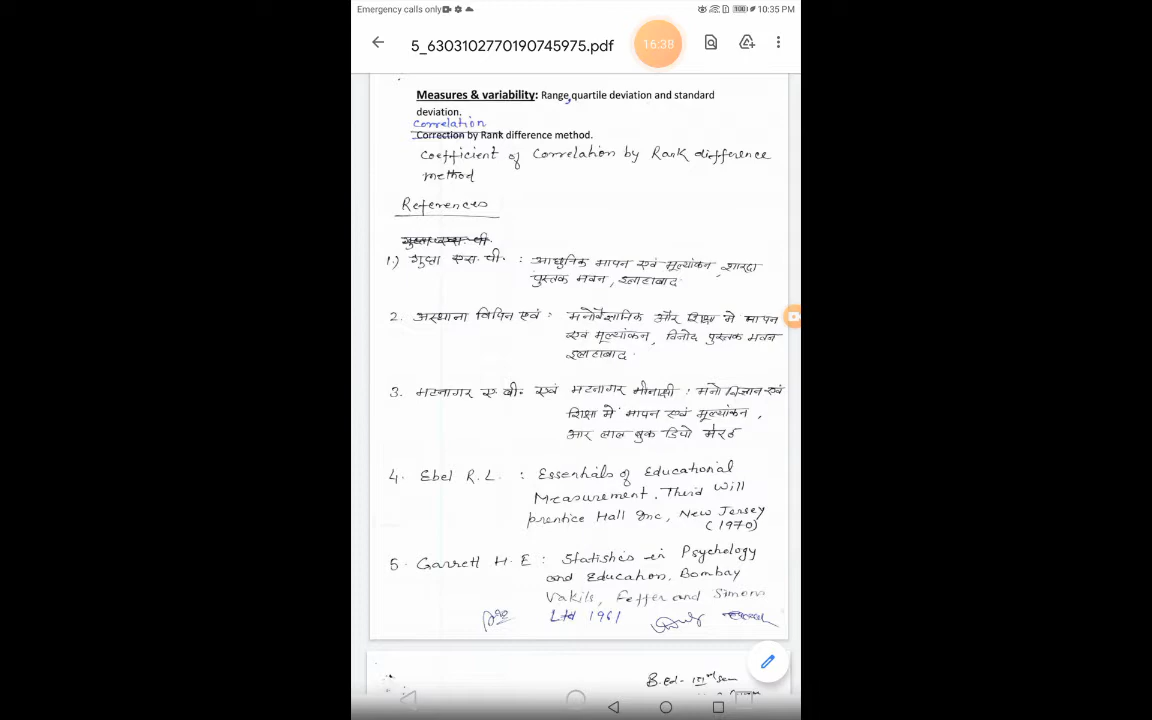 Emergency calls only
10:35 PM
5_6303102770190745975.pdf
16:38
Measures & variability: Range,quartile deviation and standard
deviation.
Correlation
Correction by Rank difference method.
Coefficient of Correlation by Rank difference
method
References
गुप्ता एस. पी.
1.) गुप्ता एस. पी. : आधुनिक मापन एवं मूल्यांकन, शारदा
पुस्तक भवन, इलाहाबाद
2. अस्थाना विपिन एवं : मनोवैज्ञानिक और शिक्षा मे मापन
एवं मूल्यांकन, विनोद पुस्तक भवन
इलाहाबाद.
3. भटनागर ए. बी. एवं भटनागर मीनाक्षी : मनोविज्ञान एवं
शिक्षा में मापन एवं मूल्यांकन,
आर लाल बुक डिपो मेरठ
4. Ebel R.L. : Essentials of Educational
Measurement, Third Will
prentice Hall Inc, New Jersey
(1970)
5. Garrett H.E : Statistics in Psychology
and Education, Bombay
Vakils, Feffer and Simons
Ltd 1961
B.ed- IIIrd Sem